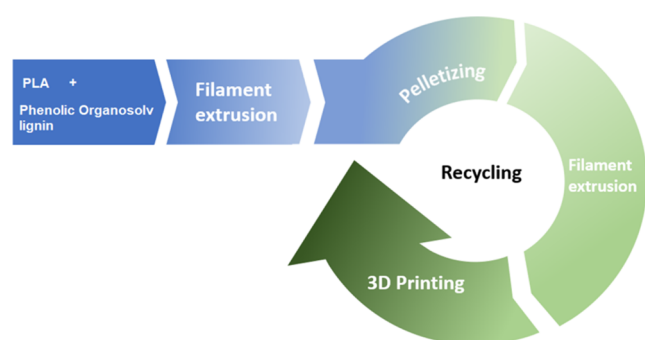 PLA +
Phenolic Organosolv
lignin
Filament
extrusion
Pelletizing
Filament
extrusion
3D Printing
Recycling